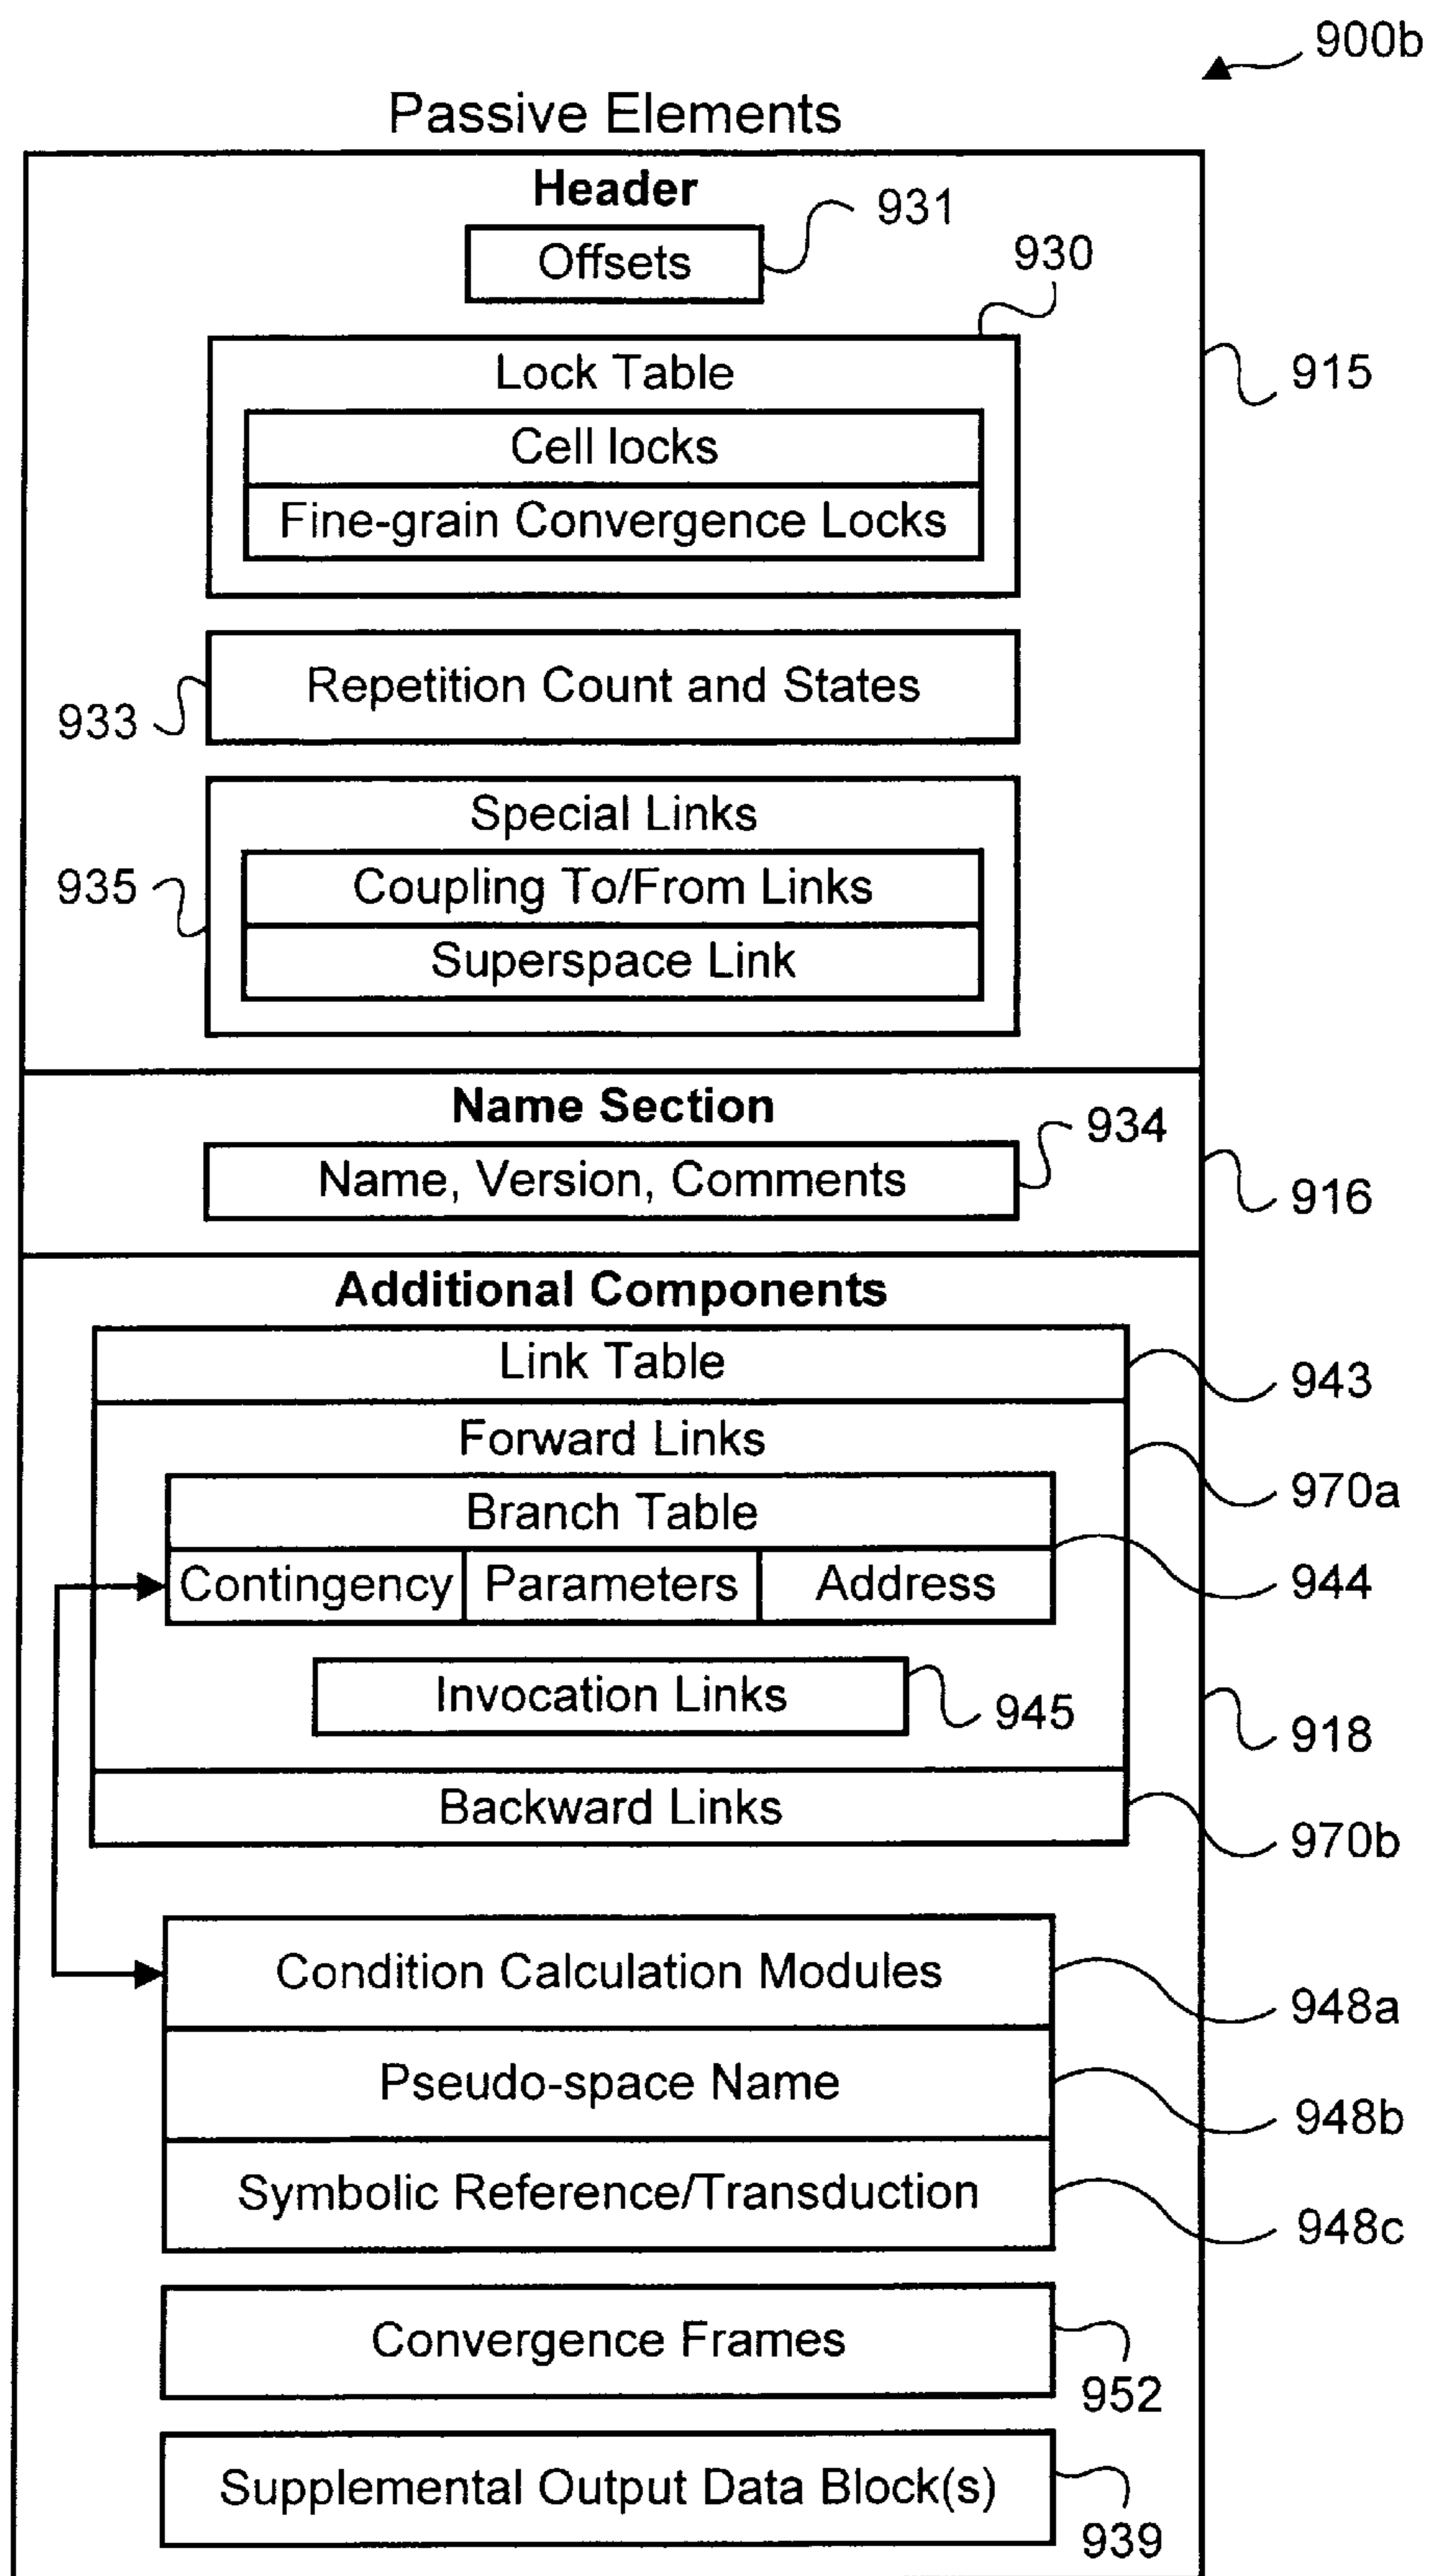 900b
Passive Elements
Header
931
Offsets
930
Lock Table
915
Cell locks
Fine-grain Convergence Locks
Repetition Count and States
933
Special Links
935
Coupling To/From Links
Superspace Link
Name Section
934
Name, Version, Comments
916
Additional Components
Link Table
943
Forward Links
970a
Branch Table
Contingency Parameters Address
944
Invocation Links
945
918
Backward Links
970b
Condition Calculation Modules
948a
Pseudo-space Name
948b
Symbolic Reference/Transduction
948c
Convergence Frames
952
Supplemental Output Data Block(s)
939